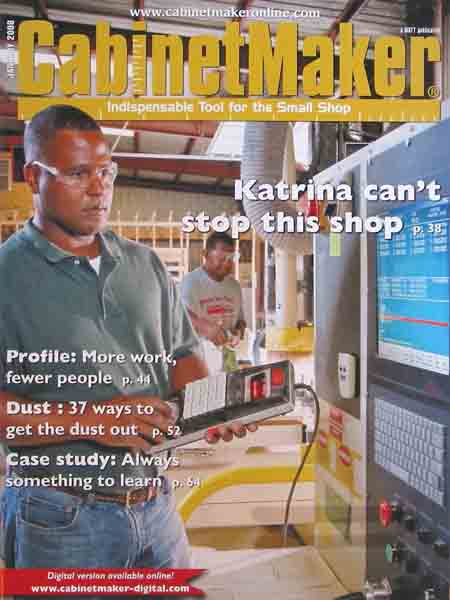 www.cabinetmakeronline.com
JANUARY 2008
CabinetMaker®
Indispensable Tool for the Small Shop
Katrina can't
stop this shop p. 38
Profile: More work,
fewer people p. 44
Dust : 37 ways to
get the dust out p. 52
Case study: Always
something to learn p. 64
Digital version available online!
www.cabinetmaker-digital.com